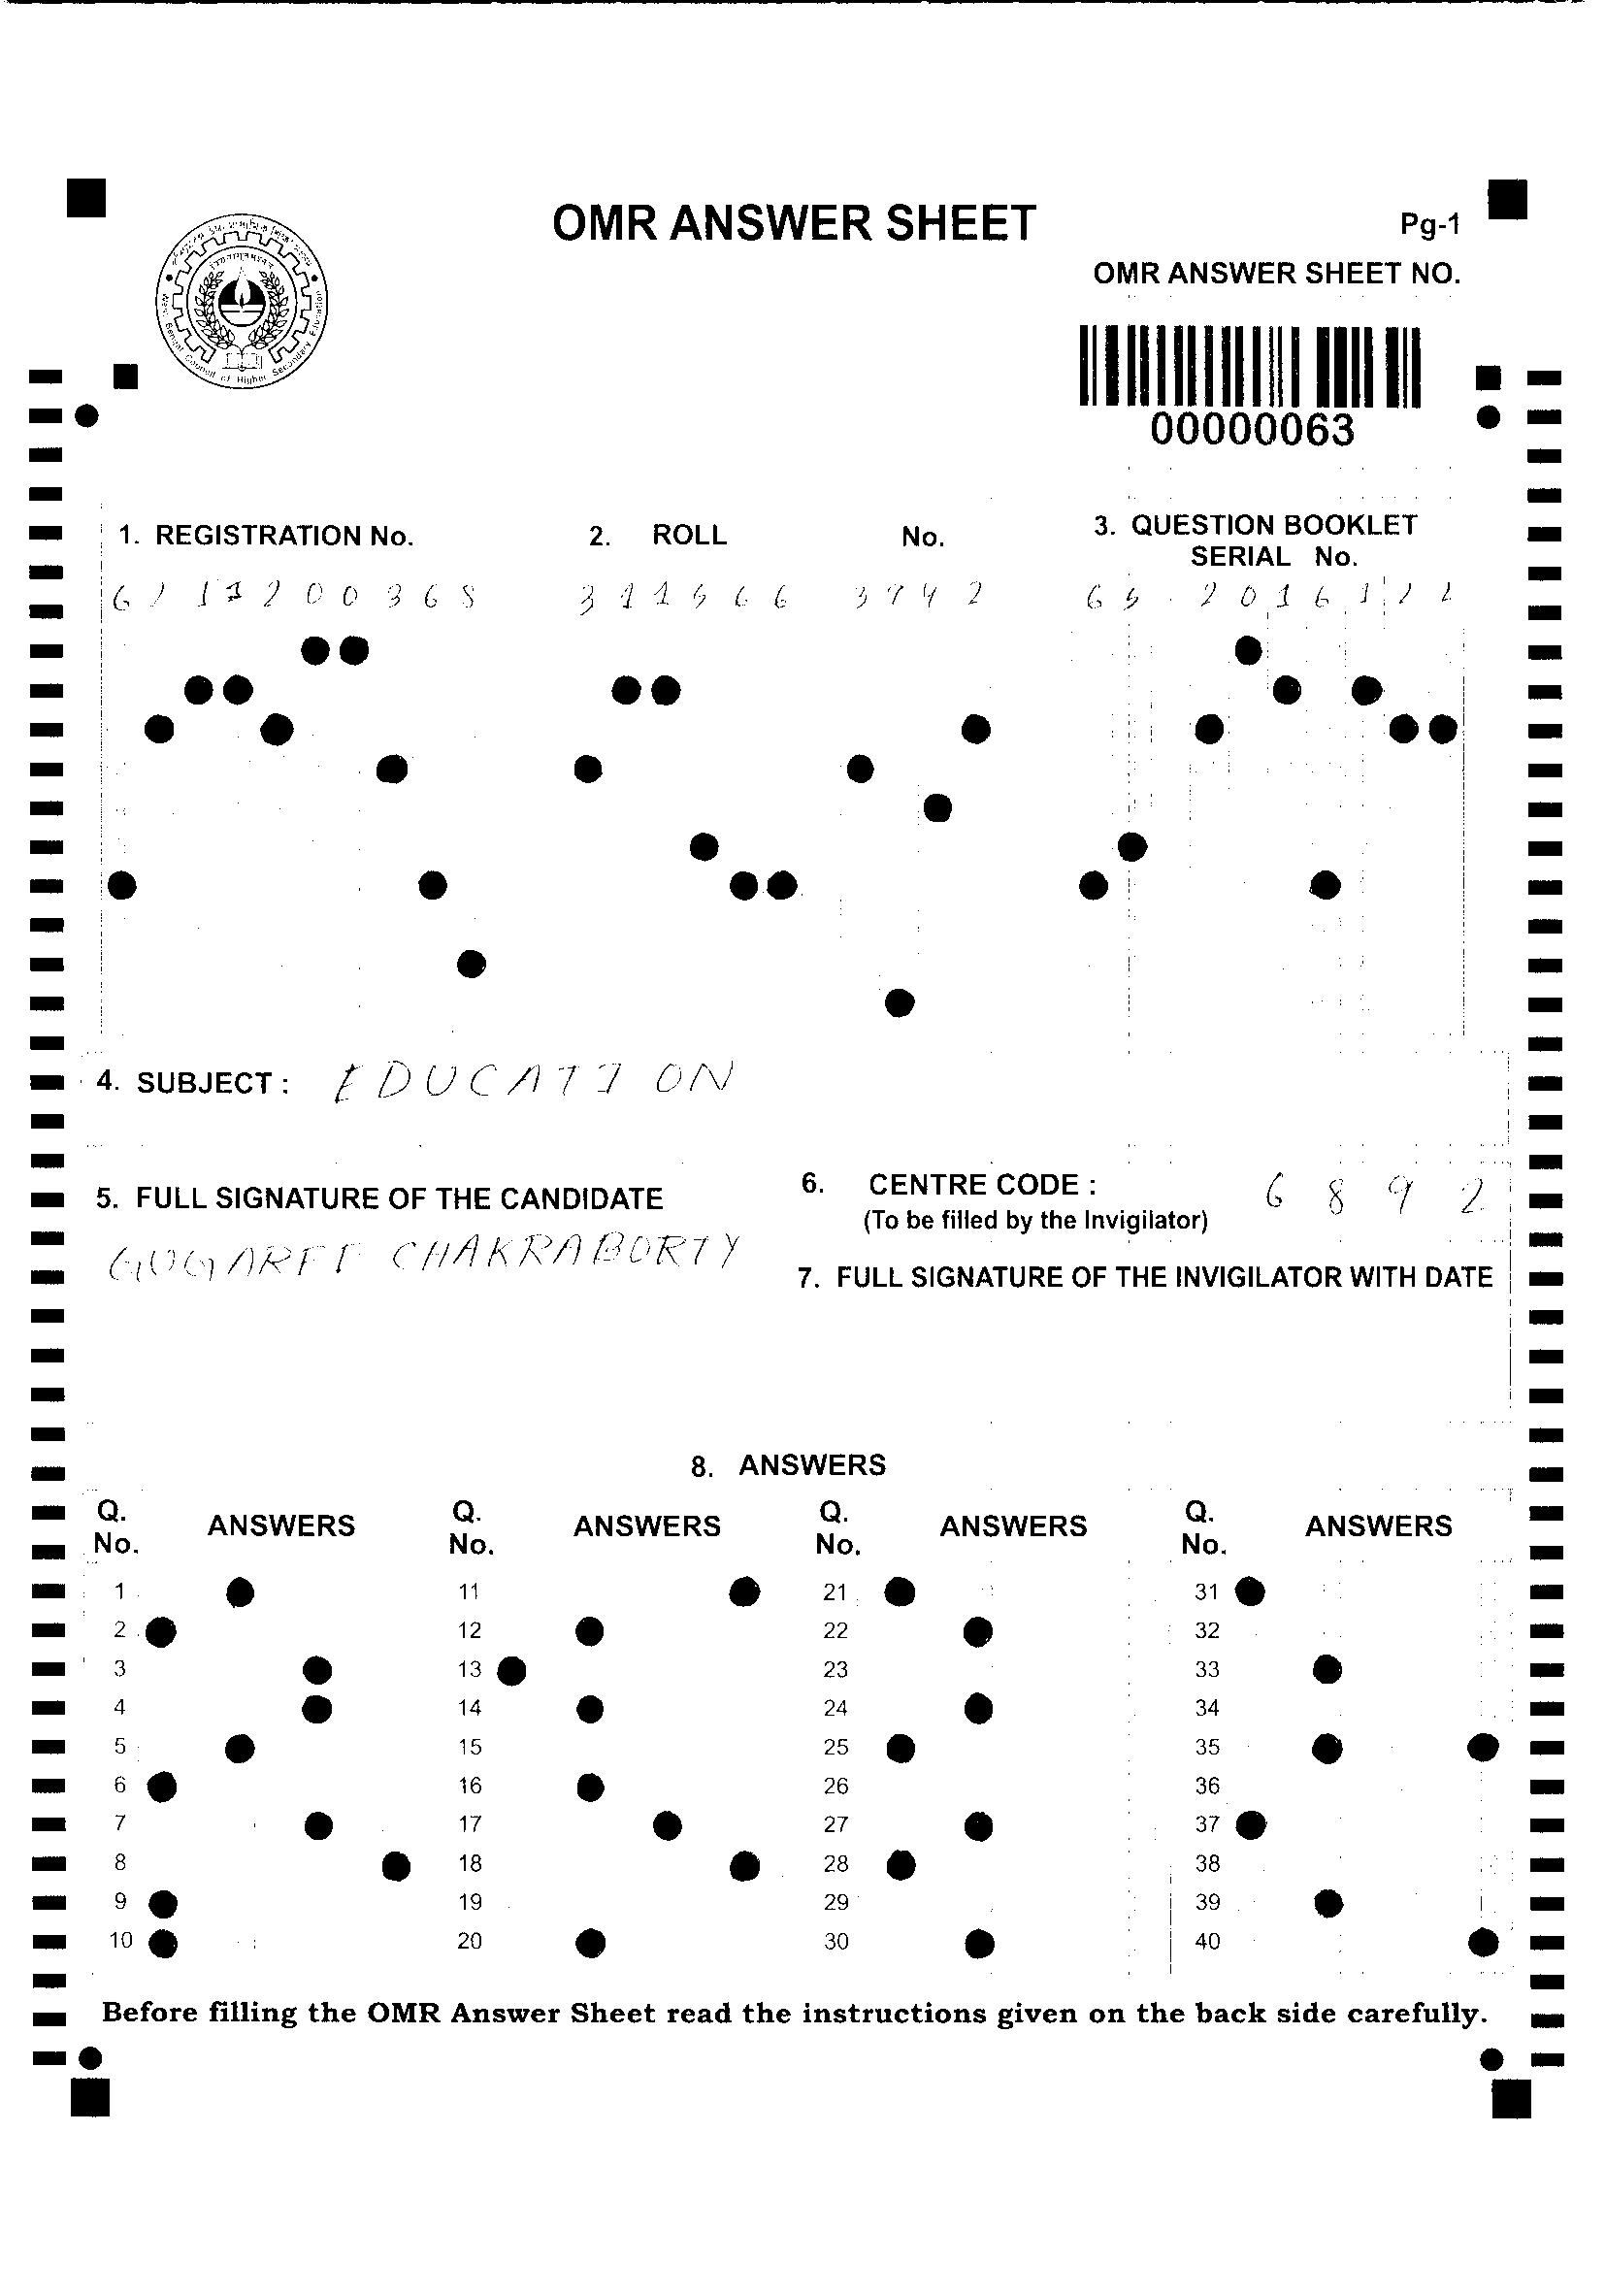 OMR ANSWER SHEET
Pg-1
OMR ANSWER SHEET NO.
00000063
West Bengal Council of Higher Secondary Education
1. REGISTRATION No.
2. ROLL No.
3. QUESTION BOOKLET
SERIAL No.
6 2 1 1 2 0 0 3 6 8
3 1 1 5 6 6 3 9 4 2
6 5 2 0 1 6 1 2 2
4. SUBJECT : EDUCATION
5. FULL SIGNATURE OF THE CANDIDATE
CHAKRABORTY
6. CENTRE CODE : 6 8 9 2
(To be filled by the Invigilator)
7. FULL SIGNATURE OF THE INVIGILATOR WITH DATE
8. ANSWERS
Q. No. ANSWERS Q. No. ANSWERS Q. No. ANSWERS Q. No. ANSWERS
1 11 21 31
2 12 22 32
3 13 23 33
4 14 24 34
5 15 25 35
6 16 26 36
7 17 27 37
8 18 28 38
9 19 29 39
10 20 30 40
Before filling the OMR Answer Sheet read the instructions given on the back side carefully.